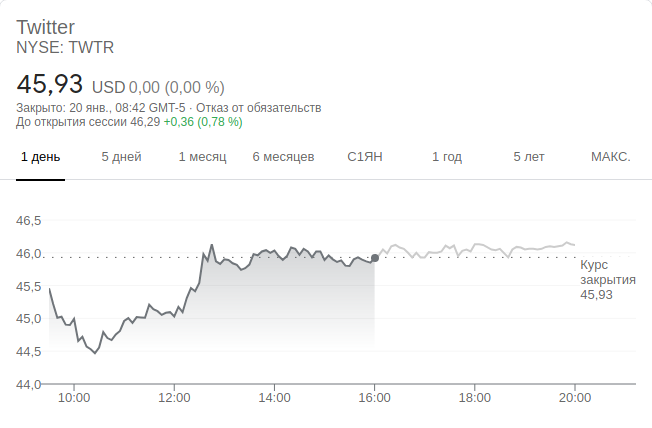 Twitter
NYSE: TWTR
45,93 USD 0,00 (0,00 %)
Закрыто: 20 янв., 08:42 GMT-5 · Отказ от обязательств
До открытия сессии 46,29 +0,36 (0,78 %)
1 день 5 дней 1 месяц 6 месяцев С1ЯН 1 год 5 лет МАКС.
46,5
46,0
Курс
закрытия
45,93
45,5
45,0
44,5
44,0
10:00 12:00 14:00 16:00 18:00 20:00